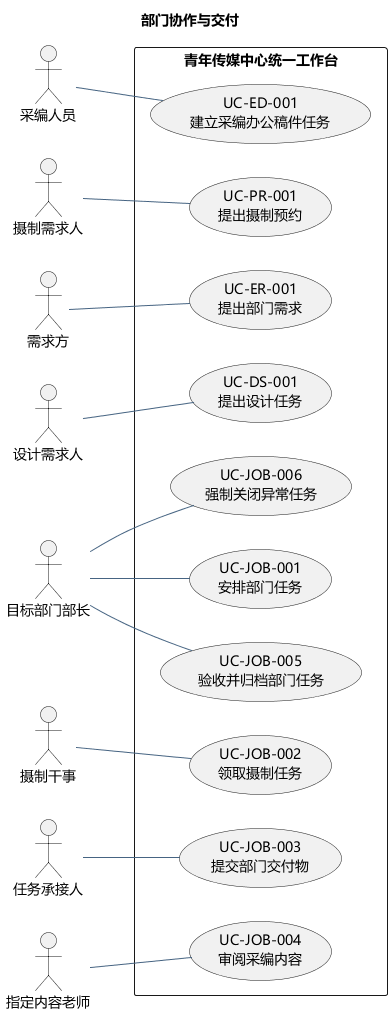 部门协作与交付
青年传媒中心统一工作台
采编人员
UC-ED-001
建立采编办公稿件任务
摄制需求人
UC-PR-001
提出摄制预约
需求方
UC-ER-001
提出部门需求
设计需求人
UC-DS-001
提出设计任务
UC-JOB-006
强制关闭异常任务
目标部门部长
UC-JOB-001
安排部门任务
UC-JOB-005
验收并归档部门任务
摄制干事
UC-JOB-002
领取摄制任务
任务承接人
UC-JOB-003
提交部门交付物
指定内容老师
UC-JOB-004
审阅采编内容